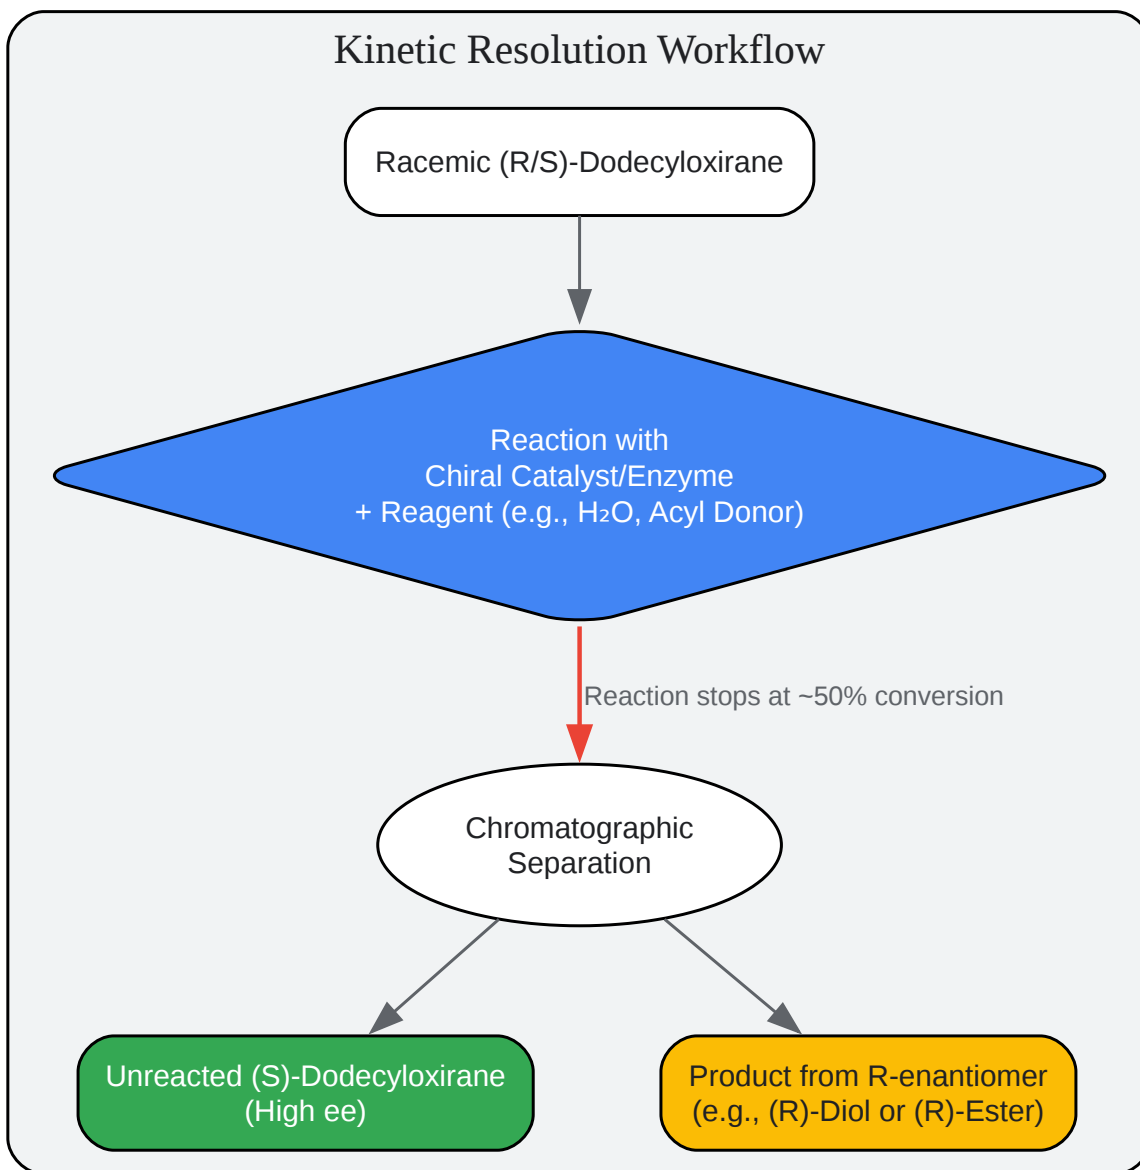 Kinetic Resolution Workflow
Racemic (R/S)-Dodecyloxirane
Reaction with
Chiral Catalyst/Enzyme
+ Reagent (e.g., H₂O, Acyl Donor)
Reaction stops at ~50% conversion
Chromatographic
Separation
Unreacted (S)-Dodecyloxirane
(High ee)
Product from R-enantiomer
(e.g., (R)-Diol or (R)-Ester)